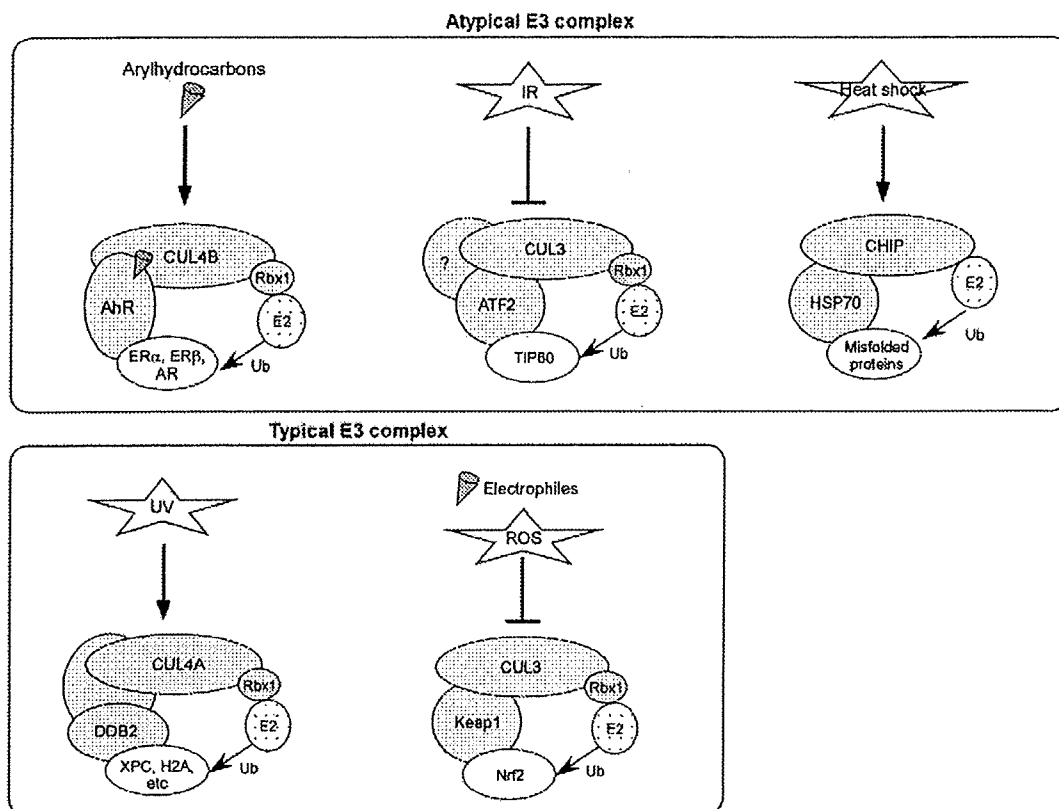 Atypical E3 complex
Arylhydrocarbons
CUL4B
Rbx1
AhR
E2
ERα, ERβ,
AR
Ub
IR
CUL3
?
Rbx1
ATF2
E2
TIP60
Ub
Heat shock
CHIP
E2
HSP70
Ub
Misfolded
proteins
Typical E3 complex
UV
CUL4A
Rbx1
DDB2
E2
XPC, H2A,
etc
Ub
Electrophiles
ROS
CUL3
Rbx1
Keap1
E2
Nrf2
Ub